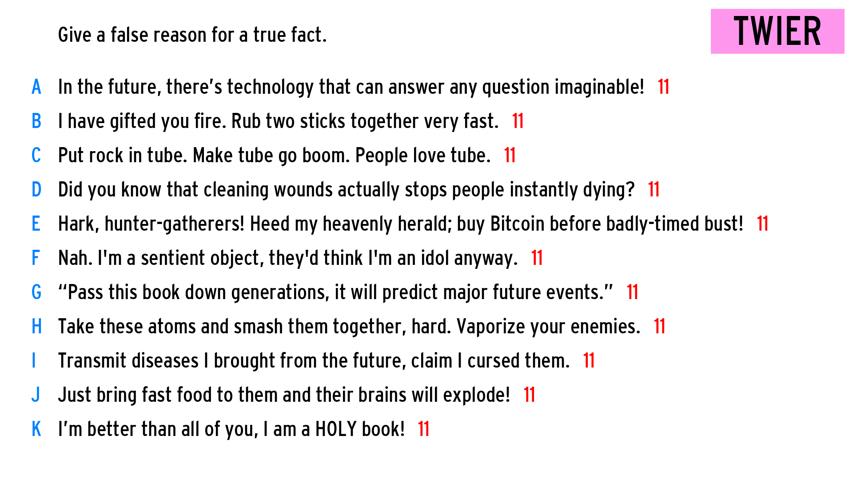 Give a false reason for a true fact.
TWIER
A In the future, there's technology that can answer any question imaginable! 11
B I have gifted you fire. Rub two sticks together very fast. 11
C Put rock in tube. Make tube go boom. People love tube. 11
D Did you know that cleaning wounds actually stops people instantly dying? 11
E Hark, hunter-gatherers! Heed my heavenly herald; buy Bitcoin before badly-timed bust! 11
F Nah. I'm a sentient object, they'd think I'm an idol anyway. 11
G “Pass this book down generations, it will predict major future events.” 11
H Take these atoms and smash them together, hard. Vaporize your enemies. 11
I Transmit diseases I brought from the future, claim I cursed them. 11
J Just bring fast food to them and their brains will explode! 11
K I'm better than all of you, I am a HOLY book! 11